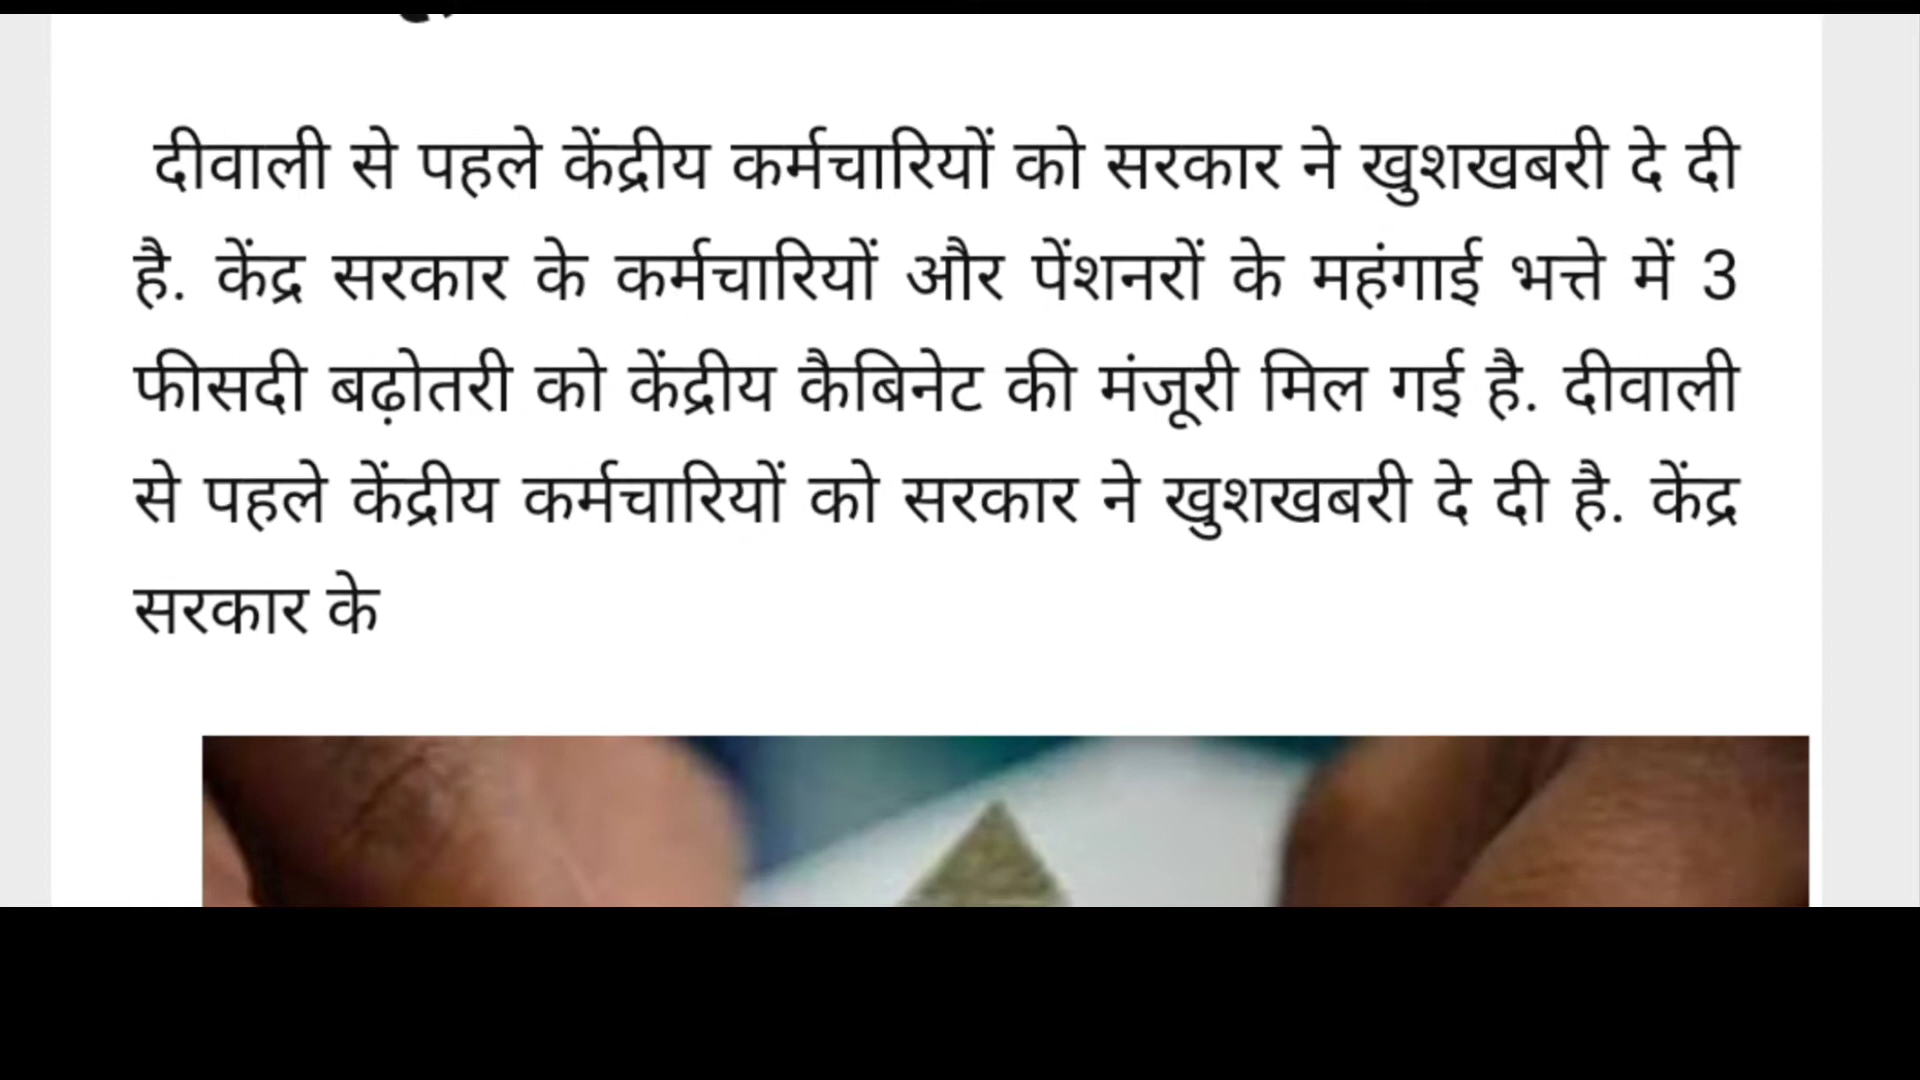 दीवाली से पहले केंद्रीय कर्मचारियों को सरकार ने खुशखबरी दे दी
है. केंद्र सरकार के कर्मचारियों और पेंशनरों के महंगाई भत्ते में 3
फीसदी बढ़ोतरी को केंद्रीय कैबिनेट की मंजूरी मिल गई है. दीवाली
से पहले केंद्रीय कर्मचारियों को सरकार ने खुशखबरी दे दी है. केंद्र
सरकार के